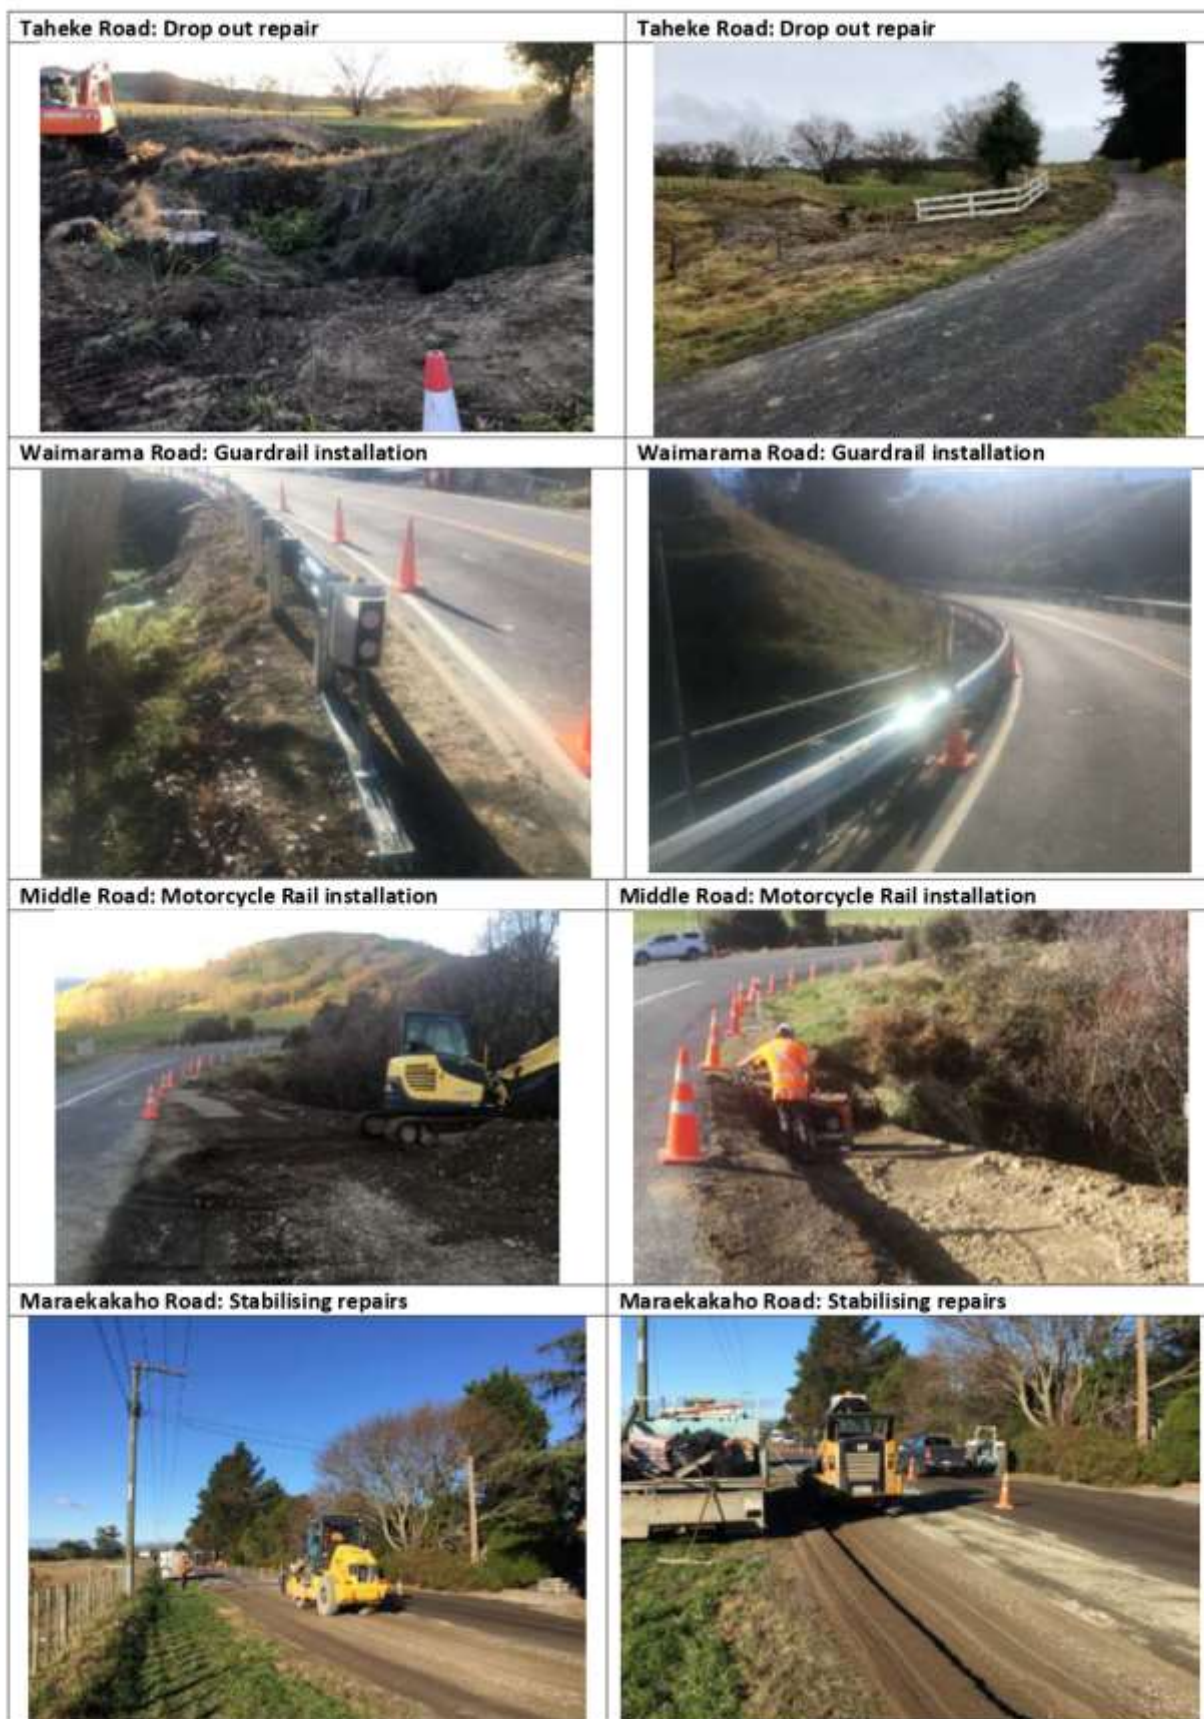 Taheke Road: Drop out repair
Taheke Road: Drop out repair
Waimarama Road: Guardrail installation
Waimarama Road: Guardrail installation
Middle Road: Motorcycle Rail installation
Middle Road: Motorcycle Rail installation
Maraekakaho Road: Stabilising repairs
Maraekakaho Road: Stabilising repairs